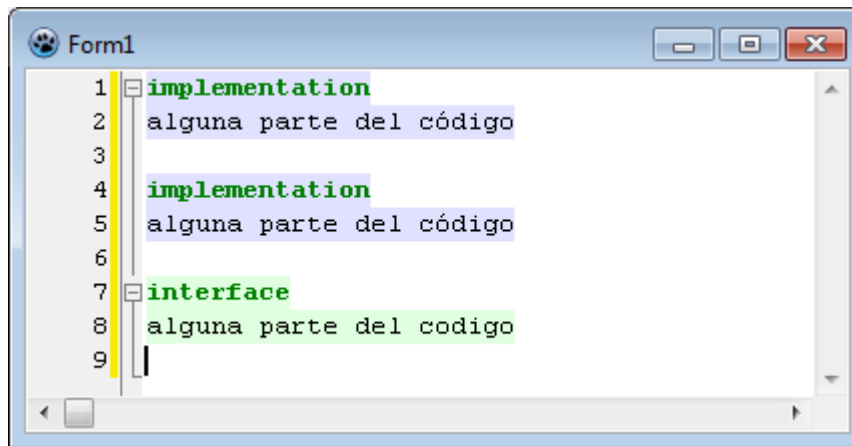 Form1
1 implementation
2 alguna parte del código
3
4 implementation
5 alguna parte del código
6
7 interface
8 alguna parte del codigo
9